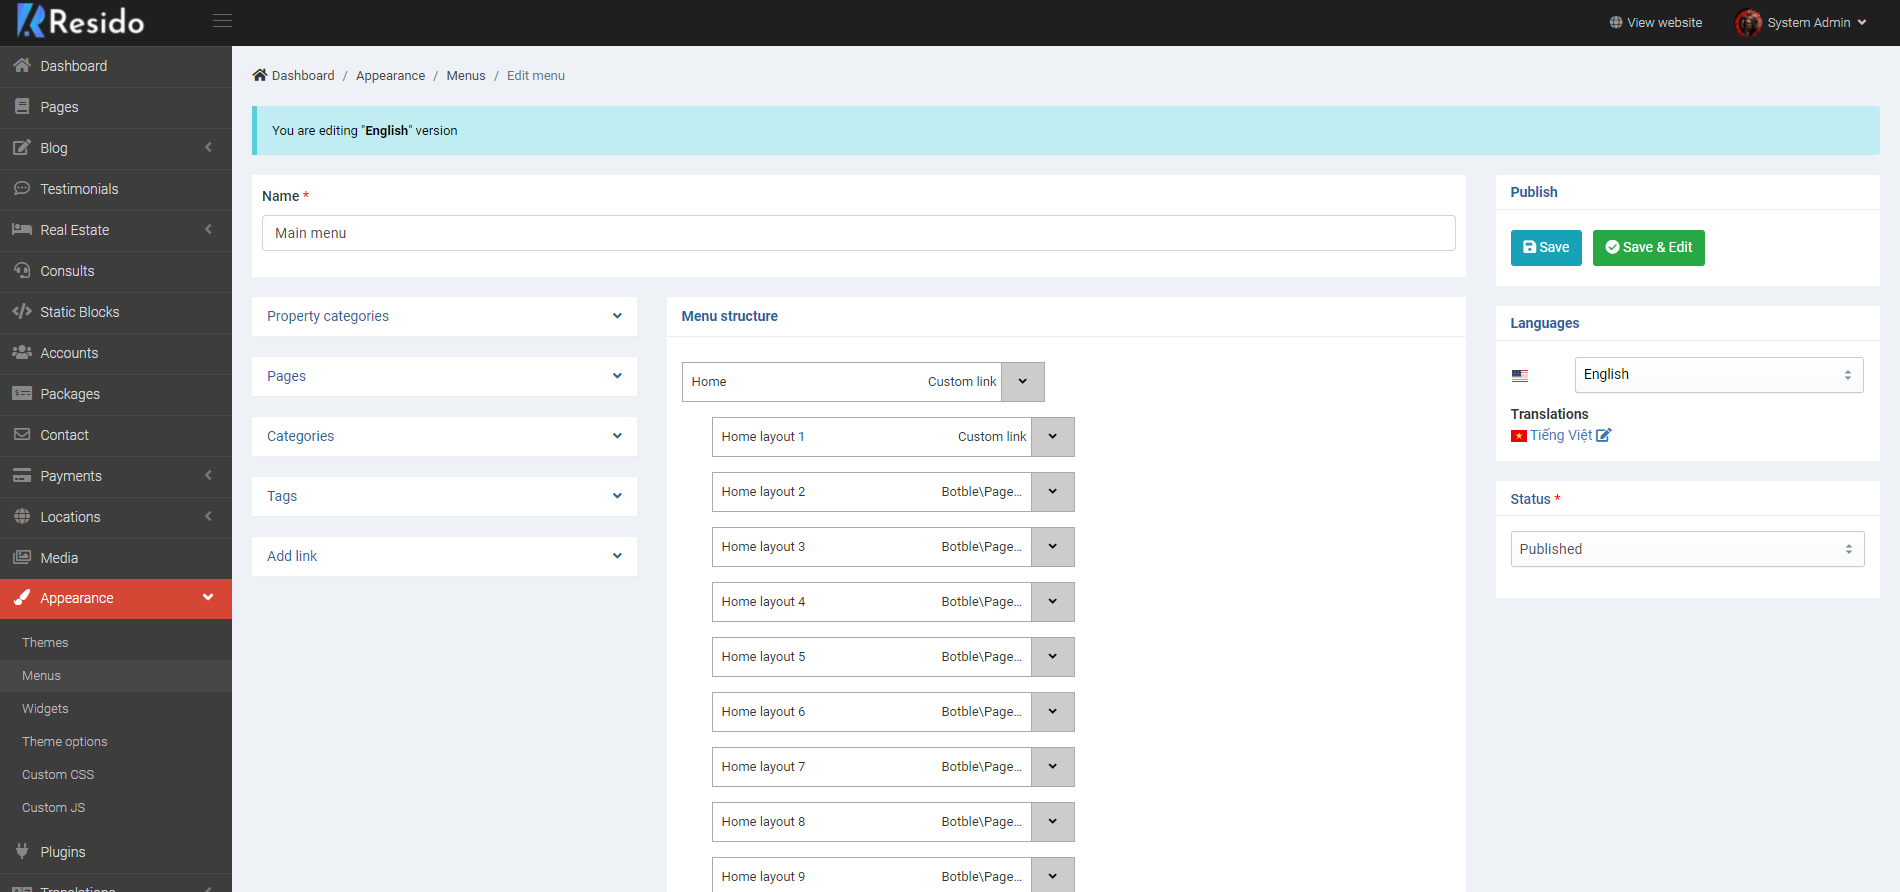 Resido
View website
System Admin
Dashboard
Pages
Blog
Testimonials
Real Estate
Consults
Static Blocks
Accounts
Packages
Contact
Payments
Locations
Media
Appearance
Themes
Menus
Widgets
Theme options
Custom CSS
Custom JS
Plugins
Translations
Dashboard / Appearance / Menus / Edit menu
You are editing "English" version
Name *
Main menu
Property categories
Pages
Categories
Tags
Add link
Menu structure
Home Custom link
Home layout 1 Custom link
Home layout 2 Botble\Page...
Home layout 3 Botble\Page...
Home layout 4 Botble\Page...
Home layout 5 Botble\Page...
Home layout 6 Botble\Page...
Home layout 7 Botble\Page...
Home layout 8 Botble\Page...
Home layout 9 Botble\Page...
Publish
Save Save & Edit
Languages
English
Translations
Tiếng Việt
Status *
Published